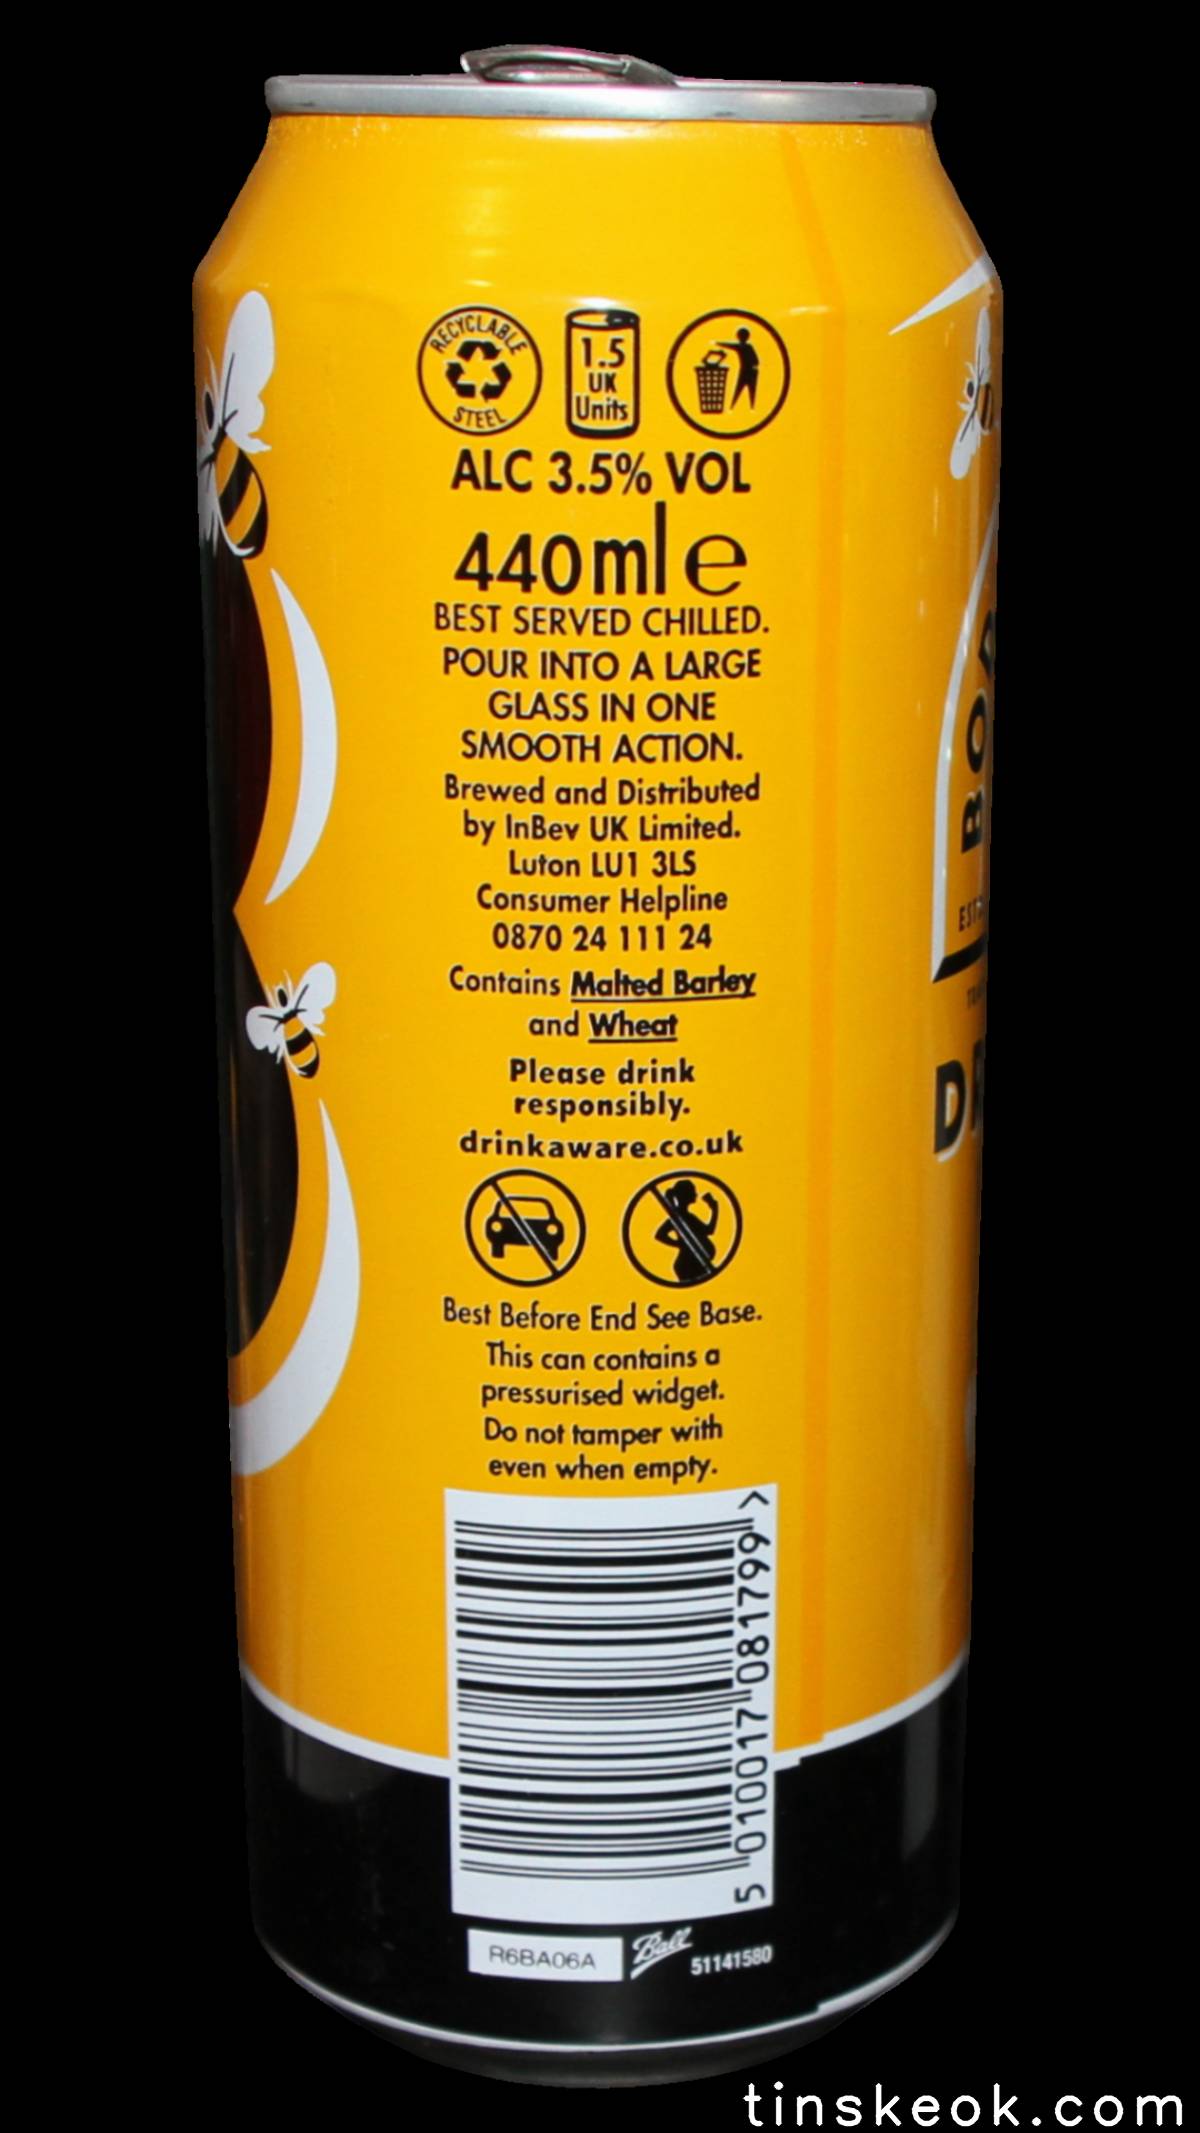 RECYCLABLE
STEEL
1.5
UK
Units
ALC 3.5% VOL
440ml e
BEST SERVED CHILLED.
POUR INTO A LARGE
GLASS IN ONE
SMOOTH ACTION.
Brewed and Distributed
by InBev UK Limited.
Luton LU1 3LS
Consumer Helpline
0870 24 111 24
Contains Malted Barley
and Wheat
Please drink
responsibly.
drinkaware.co.uk
Best Before End See Base.
This can contains a
pressurised widget.
Do not tamper with
even when empty.
5 010017 081799 >
R6BA06A
Ball
51141580
tinskeok.com